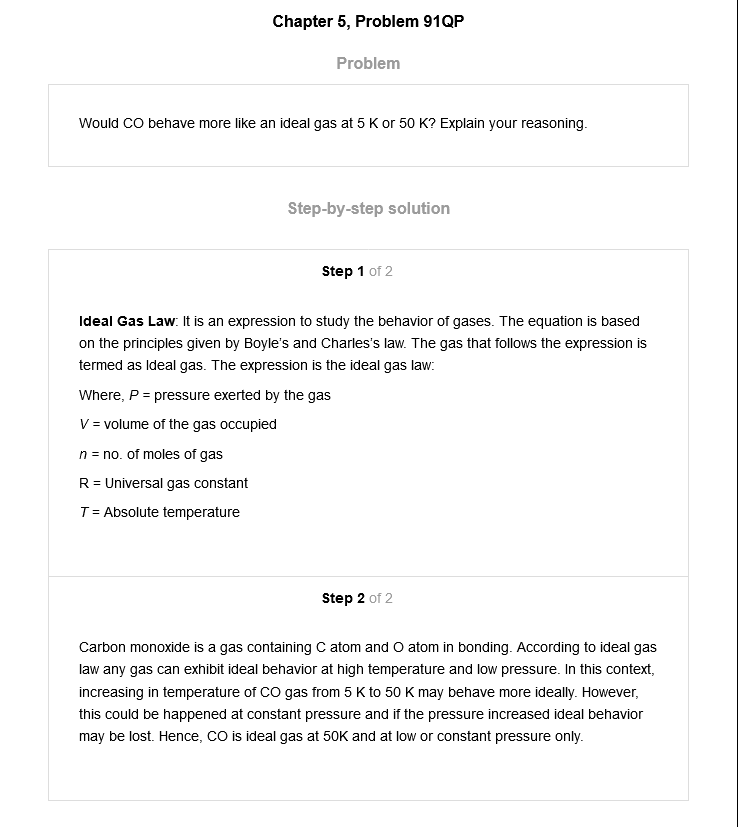 Chapter 5, Problem 91QP
Problem
Would CO behave more like an ideal gas at 5 K or 50 K? Explain your reasoning.
Step-by-step solution
Step 1 of 2
Ideal Gas Law: It is an expression to study the behavior of gases. The equation is based
on the principles given by Boyle's and Charles's law. The gas that follows the expression is
termed as Ideal gas. The expression is the ideal gas law:
Where, P = pressure exerted by the gas
V = volume of the gas occupied
n = no. of moles of gas
R = Universal gas constant
T = Absolute temperature
Step 2 of 2
Carbon monoxide is a gas containing C atom and O atom in bonding. According to ideal gas
law any gas can exhibit ideal behavior at high temperature and low pressure. In this context,
increasing in temperature of CO gas from 5 K to 50 K may behave more ideally. However,
this could be happened at constant pressure and if the pressure increased ideal behavior
may be lost. Hence, CO is ideal gas at 50K and at low or constant pressure only.